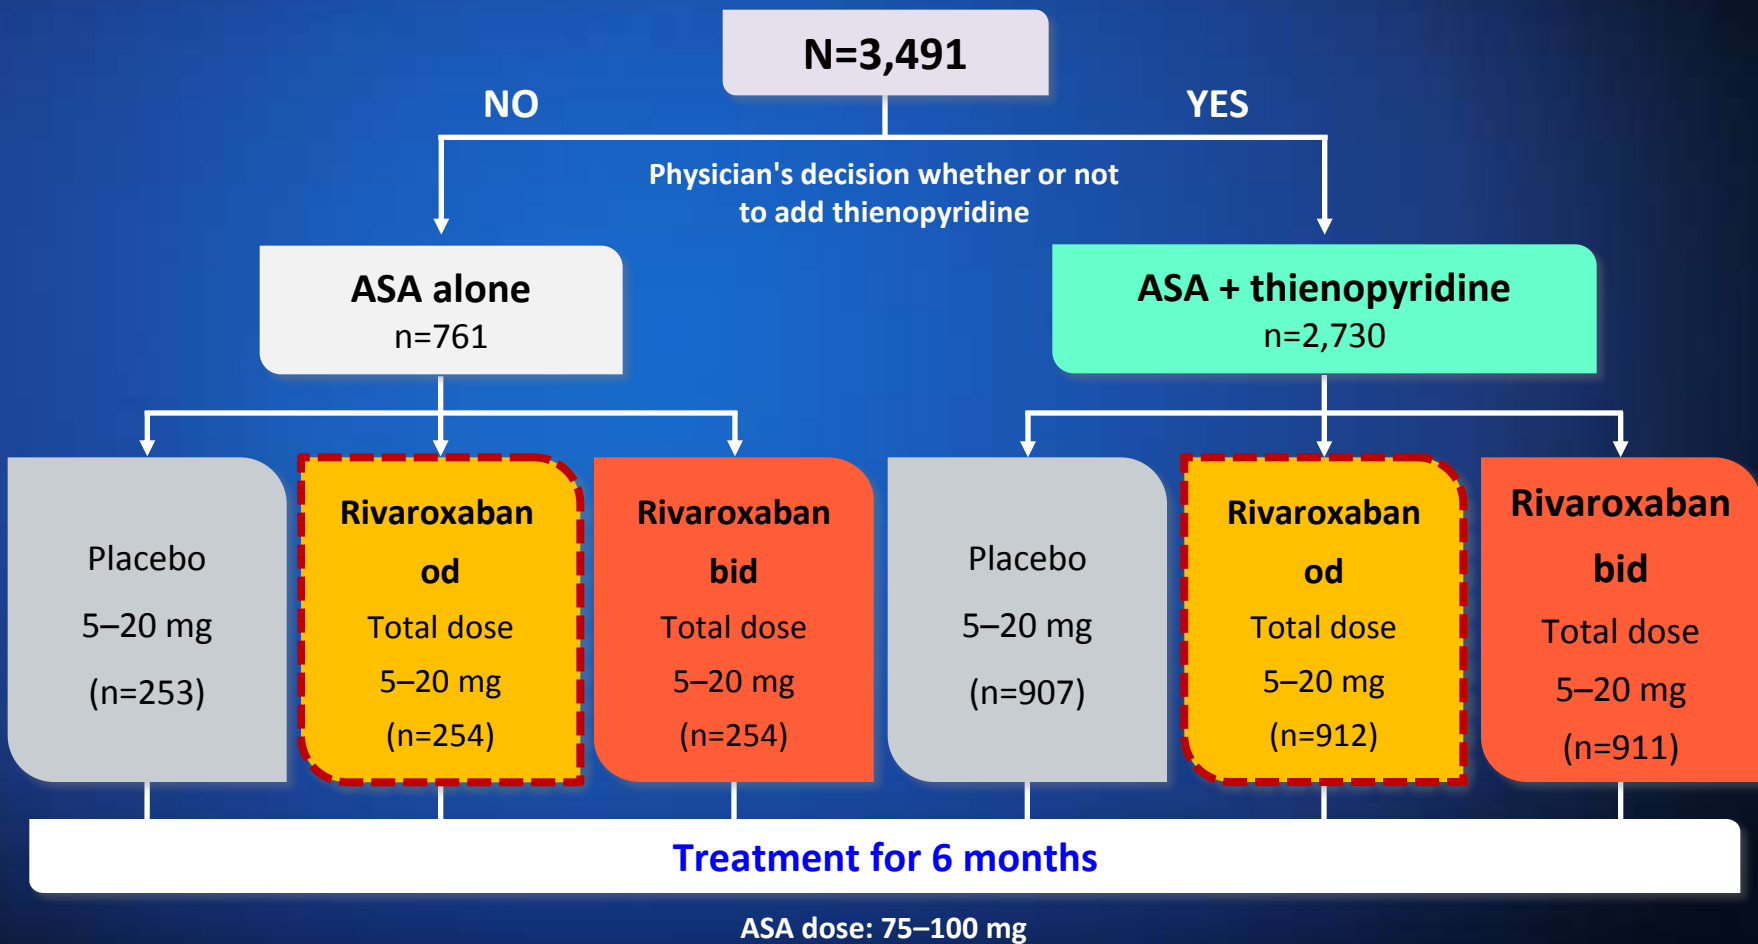 N=3,491
NO
YES
Physician's decision whether or not
to add thienopyridine
ASA alone
n=761
ASA + thienopyridine
n=2,730
Placebo
5–20 mg
(n=253)
Rivaroxaban
od
Total dose
5–20 mg
(n=254)
Rivaroxaban
bid
Total dose
5–20 mg
(n=254)
Placebo
5–20 mg
(n=907)
Rivaroxaban
od
Total dose
5–20 mg
(n=912)
Rivaroxaban
bid
Total dose
5–20 mg
(n=911)
Treatment for 6 months
ASA dose: 75–100 mg